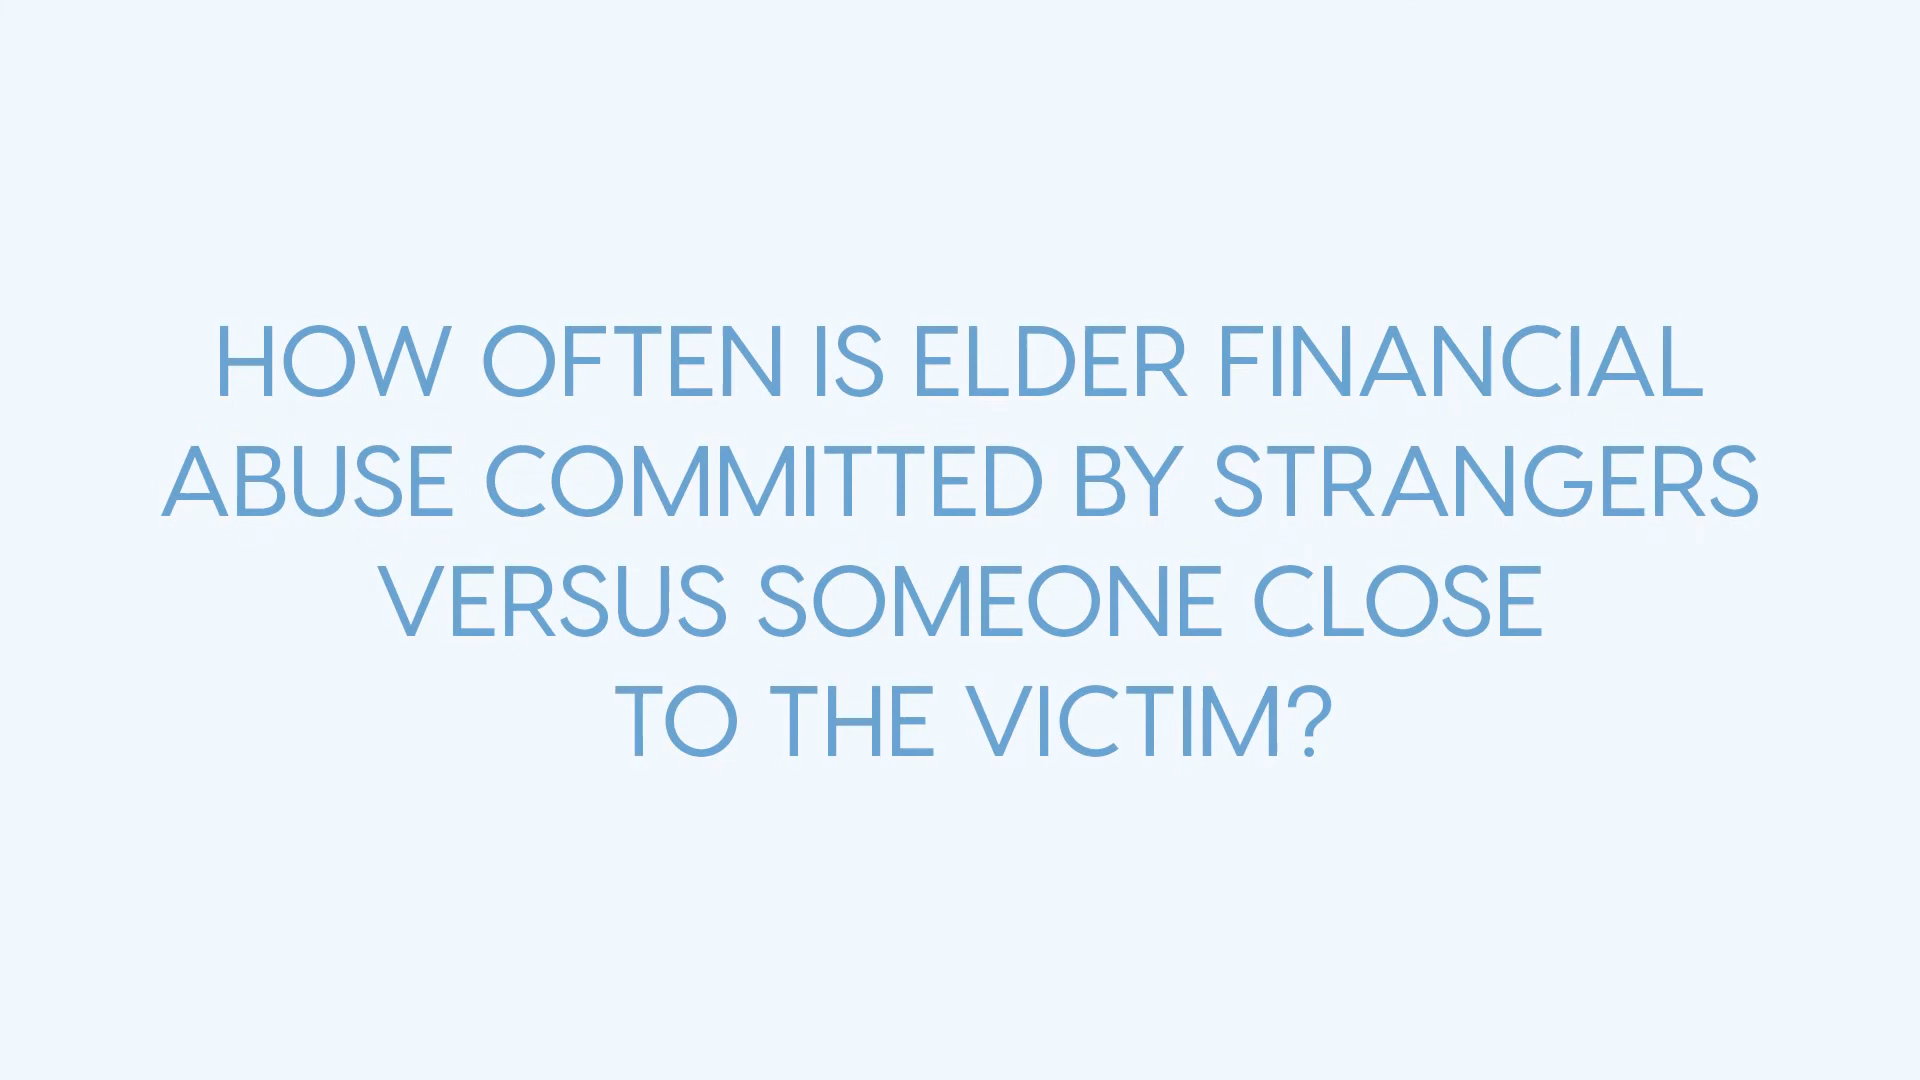 HOW OFTEN IS ELDER FINANCIAL
ABUSE COMMITTED BY STRANGERS
VERSUS SOMEONE CLOSE
TO THE VICTIM?